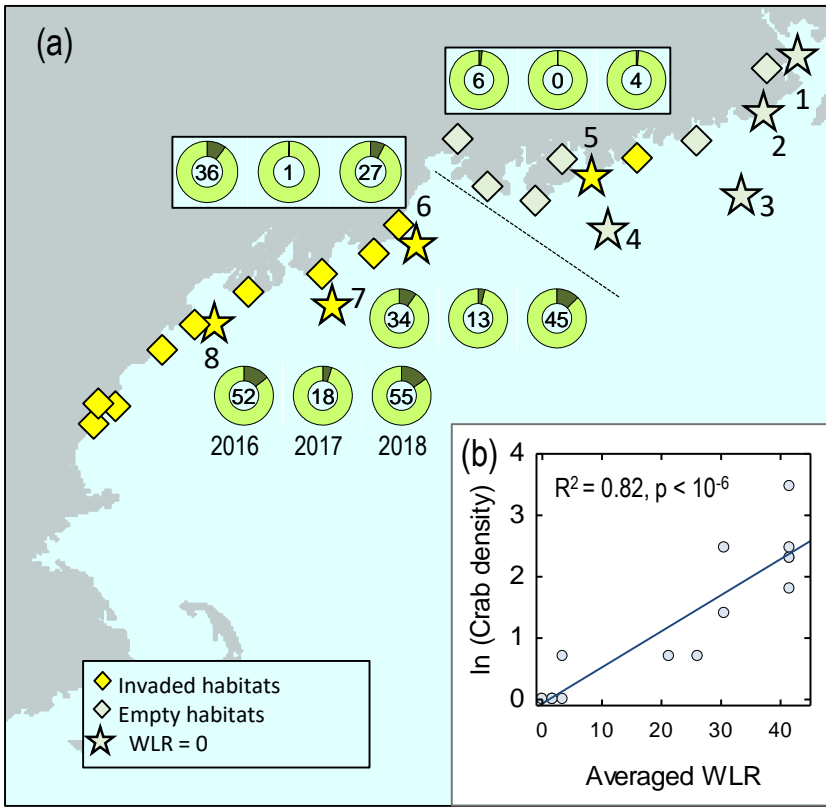 (a)
6 0 4
1
2
5
36 1 27
3
6
4
7
34 13 45
8
52 18 55
2016 2017 2018
(b)
R² = 0.82, p < 10⁻⁶
4
3
2
1
0
ln (Crab density)
0 10 20 30 40
Averaged WLR
Invaded habitats
Empty habitats
WLR = 0